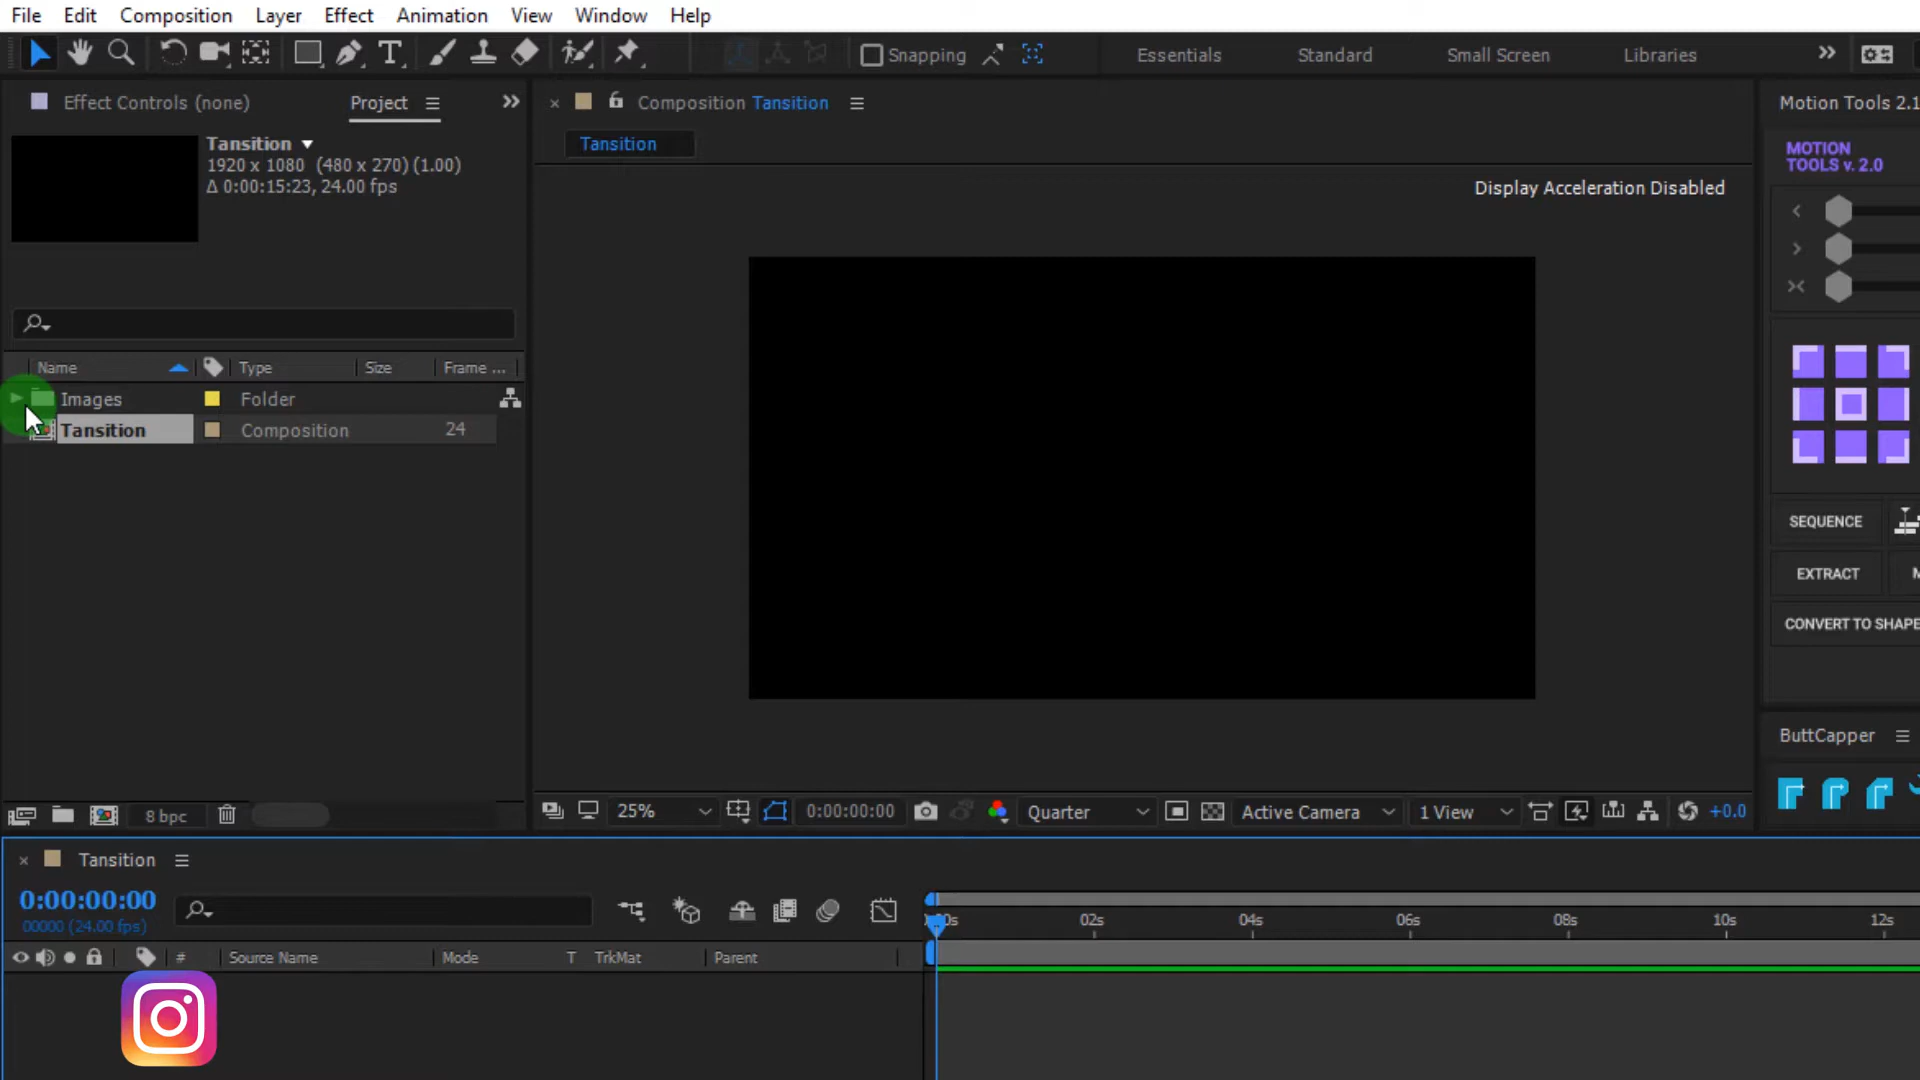 File Edit Composition Layer Effect Animation View Window Help
Snapping Essentials Standard Small Screen Libraries
Effect Controls (none) Project
Composition Tansition
Motion Tools 2.1
Tansition
1920 x 1080 (480 x 270) (1.00)
Δ 0:00:15:23, 24.00 fps
Tansition
MOTION
TOOLS v. 2.0
Display Acceleration Disabled
Name Type Size Frame ...
Images Folder
Tansition Composition 24
SEQUENCE
EXTRACT
CONVERT TO SHAPE
ButtCapper
8 bpc
25% 0:00:00:00 Quarter Active Camera 1 View +0.0
Tansition
0:00:00:00
00000 (24.00 fps)
02s 04s 06s 08s 10s 12s
# Source Name Mode T TrkMat Parent